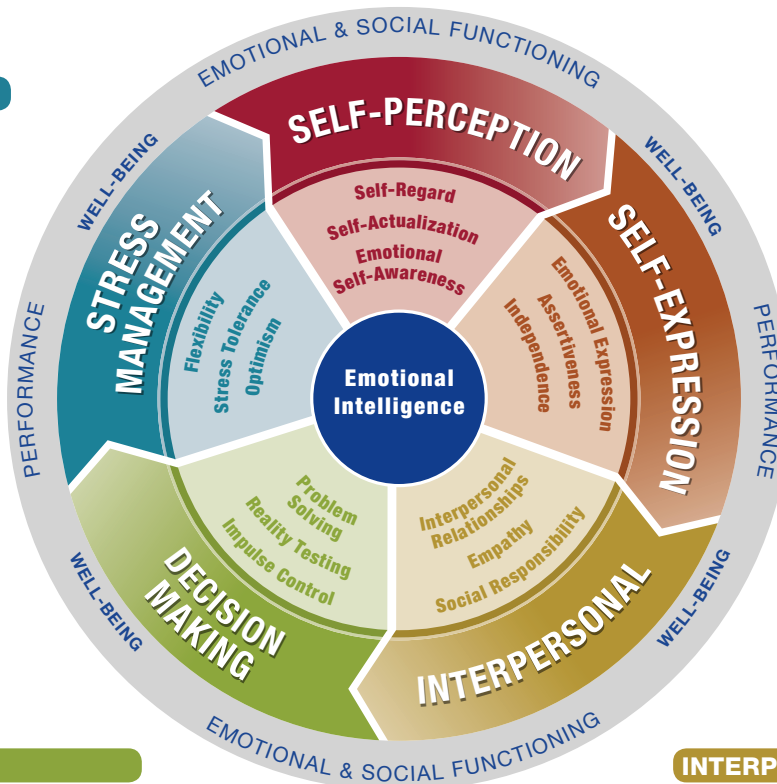 EMOTIONAL & SOCIAL FUNCTIONING
WELL-BEING
WELL-BEING
PERFORMANCE
PERFORMANCE
WELL-BEING
WELL-BEING
EMOTIONAL & SOCIAL FUNCTIONING
SELF-PERCEPTION
Self-Regard
Self-Actualization
Emotional
Self-Awareness
SELF-EXPRESSION
Emotional Expression
Assertiveness
Independence
INTERPERSONAL
Interpersonal
Relationships
Empathy
Social Responsibility
DECISION
MAKING
Problem
Solving
Reality Testing
Impulse Control
STRESS
MANAGEMENT
Flexibility
Stress Tolerance
Optimism
Emotional
Intelligence
INTERP